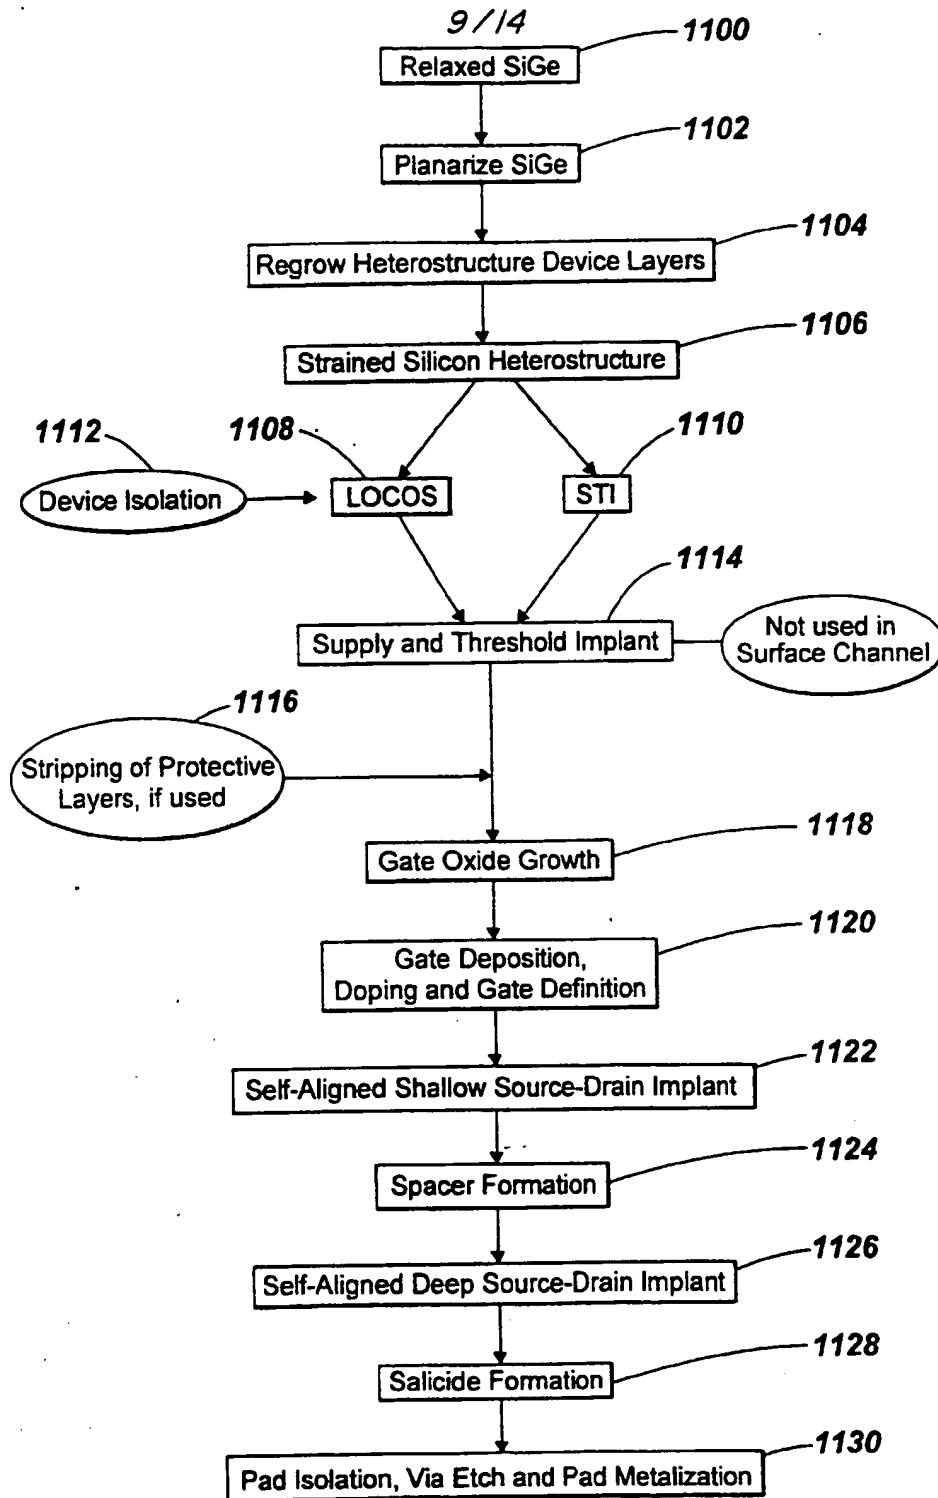 9/14
1100
Relaxed SiGe
1102
Planarize SiGe
1104
Regrow Heterostructure Device Layers
1106
Strained Silicon Heterostructure
1112
1108
1110
Device Isolation
LOCOS
STI
1114
Supply and Threshold Implant
Not used in
Surface Channel
1116
Stripping of Protective
Layers, if used
1118
Gate Oxide Growth
1120
Gate Deposition,
Doping and Gate Definition
1122
Self-Aligned Shallow Source-Drain Implant
1124
Spacer Formation
1126
Self-Aligned Deep Source-Drain Implant
1128
Salicide Formation
1130
Pad Isolation, Via Etch and Pad Metalization